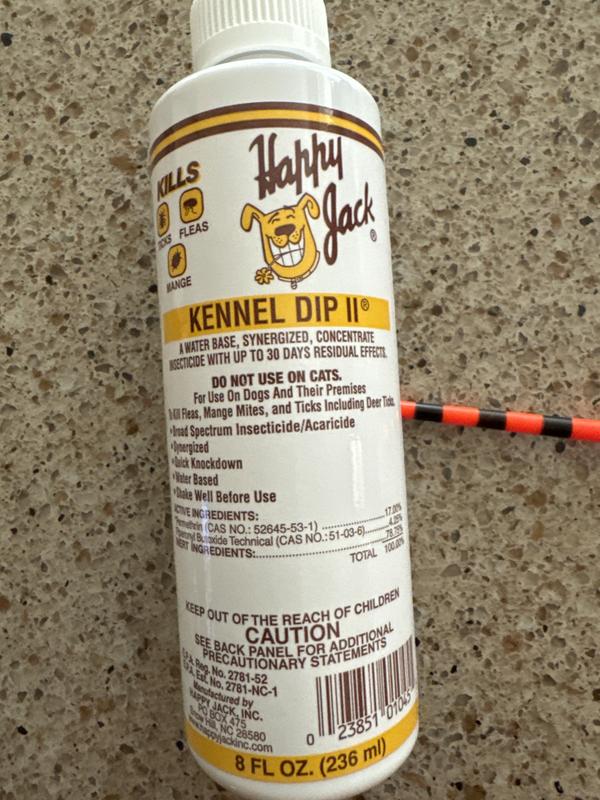 Happy
Jack®
KILLS
TICKS
FLEAS
MANGE
KENNEL DIP II®
A WATER BASE, SYNERGIZED, CONCENTRATE
INSECTICIDE WITH UP TO 30 DAYS RESIDUAL EFFECTS.
DO NOT USE ON CATS.
For Use On Dogs And Their Premises
To Kill Fleas, Mange Mites, and Ticks Including Deer Ticks.
•Broad Spectrum Insecticide/Acaricide
•Synergized
•Quick Knockdown
•Water Based
•Shake Well Before Use
ACTIVE INGREDIENTS:
Permethrin (CAS NO.: 52645-53-1) ........................17.00%
Piperonyl Butoxide Technical (CAS NO.: 51-03-6)........4.25%
INERT INGREDIENTS:........................78.75%
TOTAL 100.00%
KEEP OUT OF THE REACH OF CHILDREN
CAUTION
SEE BACK PANEL FOR ADDITIONAL
PRECAUTIONARY STATEMENTS
E.P.A. Reg. No. 2781-52
E.P.A. Est. No. 2781-NC-1
Manufactured by
HAPPY JACK, INC.
PO BOX 475
Snow Hill, NC 28580
www.happyjackinc.com
0 23851 01045
8 FL OZ. (236 ml)